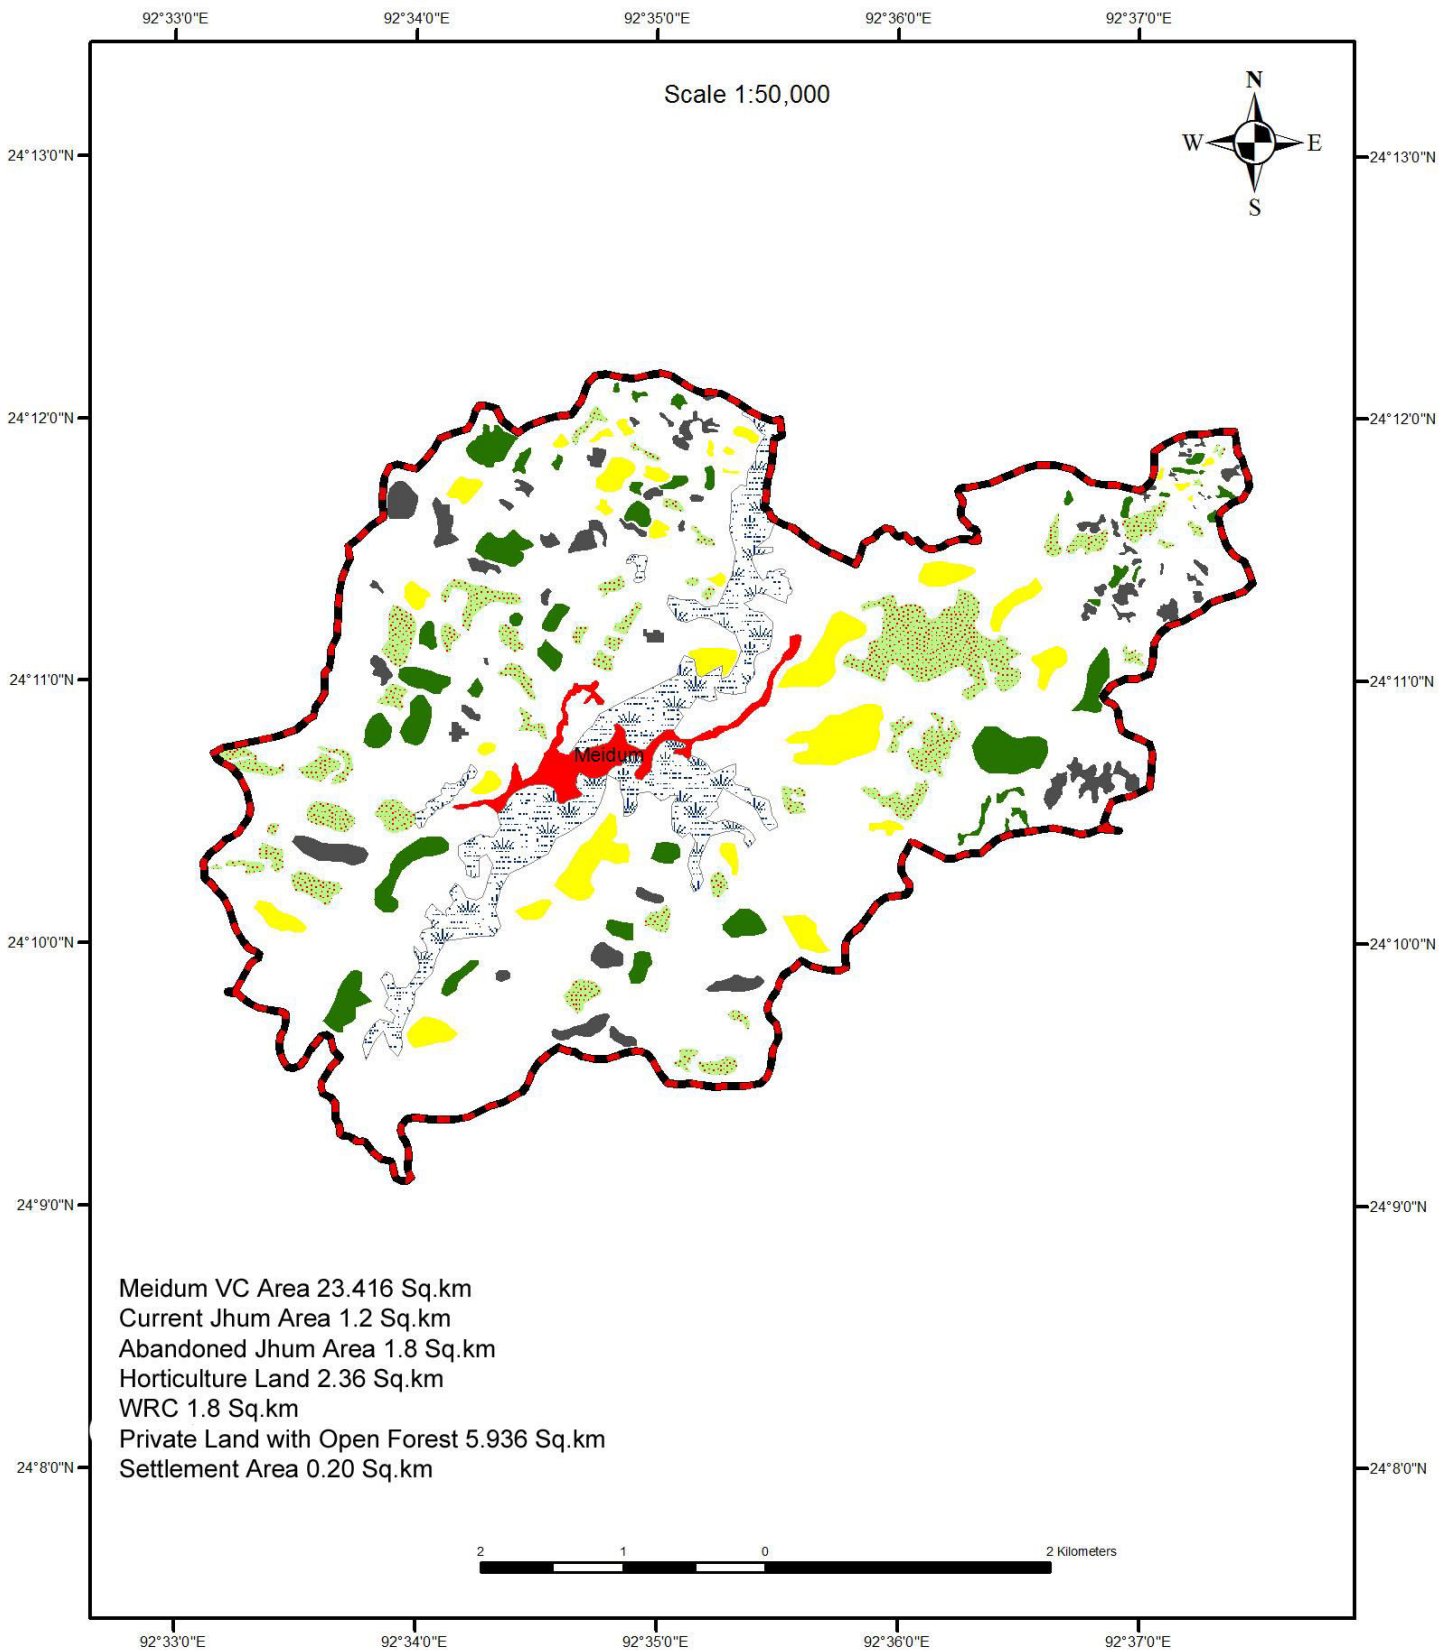 92°33'0"E 92°34'0"E 92°35'0"E 92°36'0"E 92°37'0"E
Scale 1:50,000
N
W E
S
24°13'0"N 24°13'0"N
24°12'0"N 24°12'0"N
24°11'0"N 24°11'0"N
Meidum
24°10'0"N 24°10'0"N
24°9'0"N 24°9'0"N
Meidum VC Area 23.416 Sq.km
Current Jhum Area 1.2 Sq.km
Abandoned Jhum Area 1.8 Sq.km
Horticulture Land 2.36 Sq.km
WRC 1.8 Sq.km
Private Land with Open Forest 5.936 Sq.km
Settlement Area 0.20 Sq.km
24°8'0"N 24°8'0"N
2 1 0 2 Kilometers
92°33'0"E 92°34'0"E 92°35'0"E 92°36'0"E 92°37'0"E